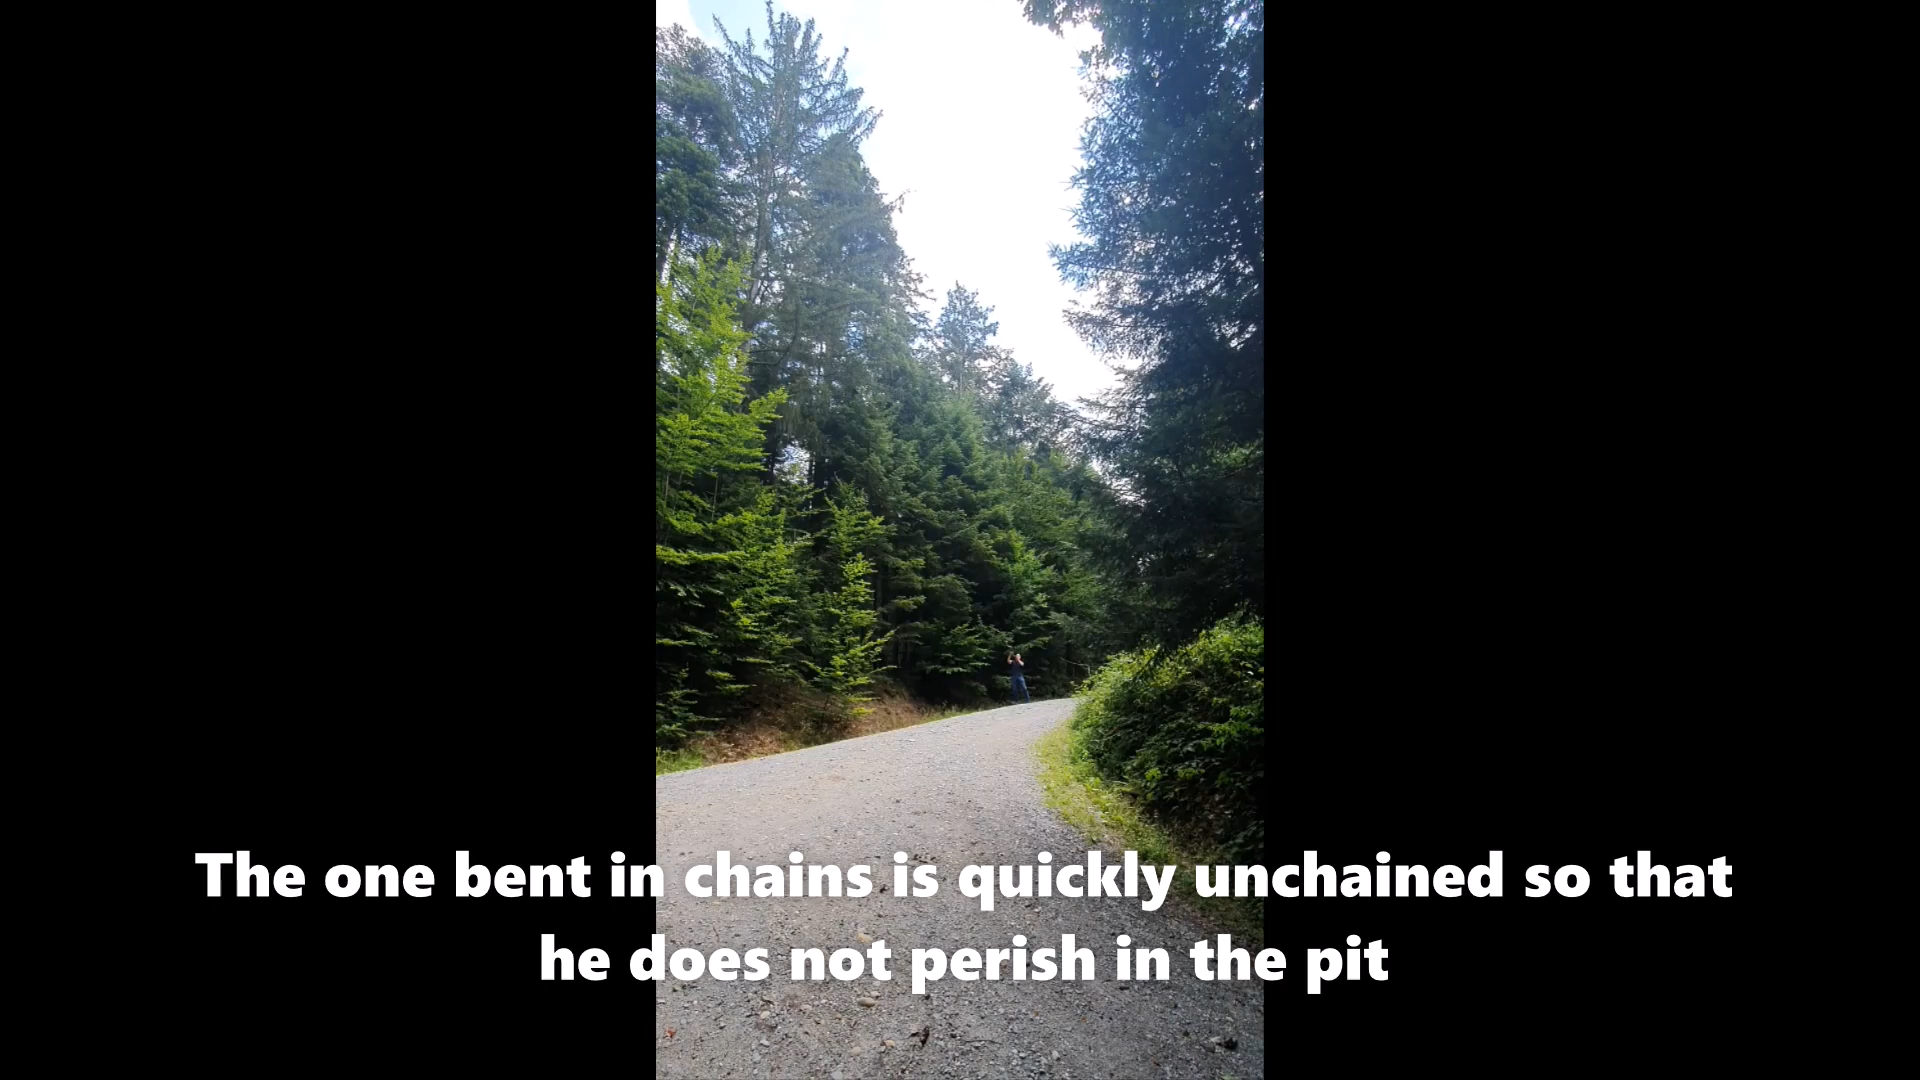 The one bent in chains is quickly unchained so that
he does not perish in the pit